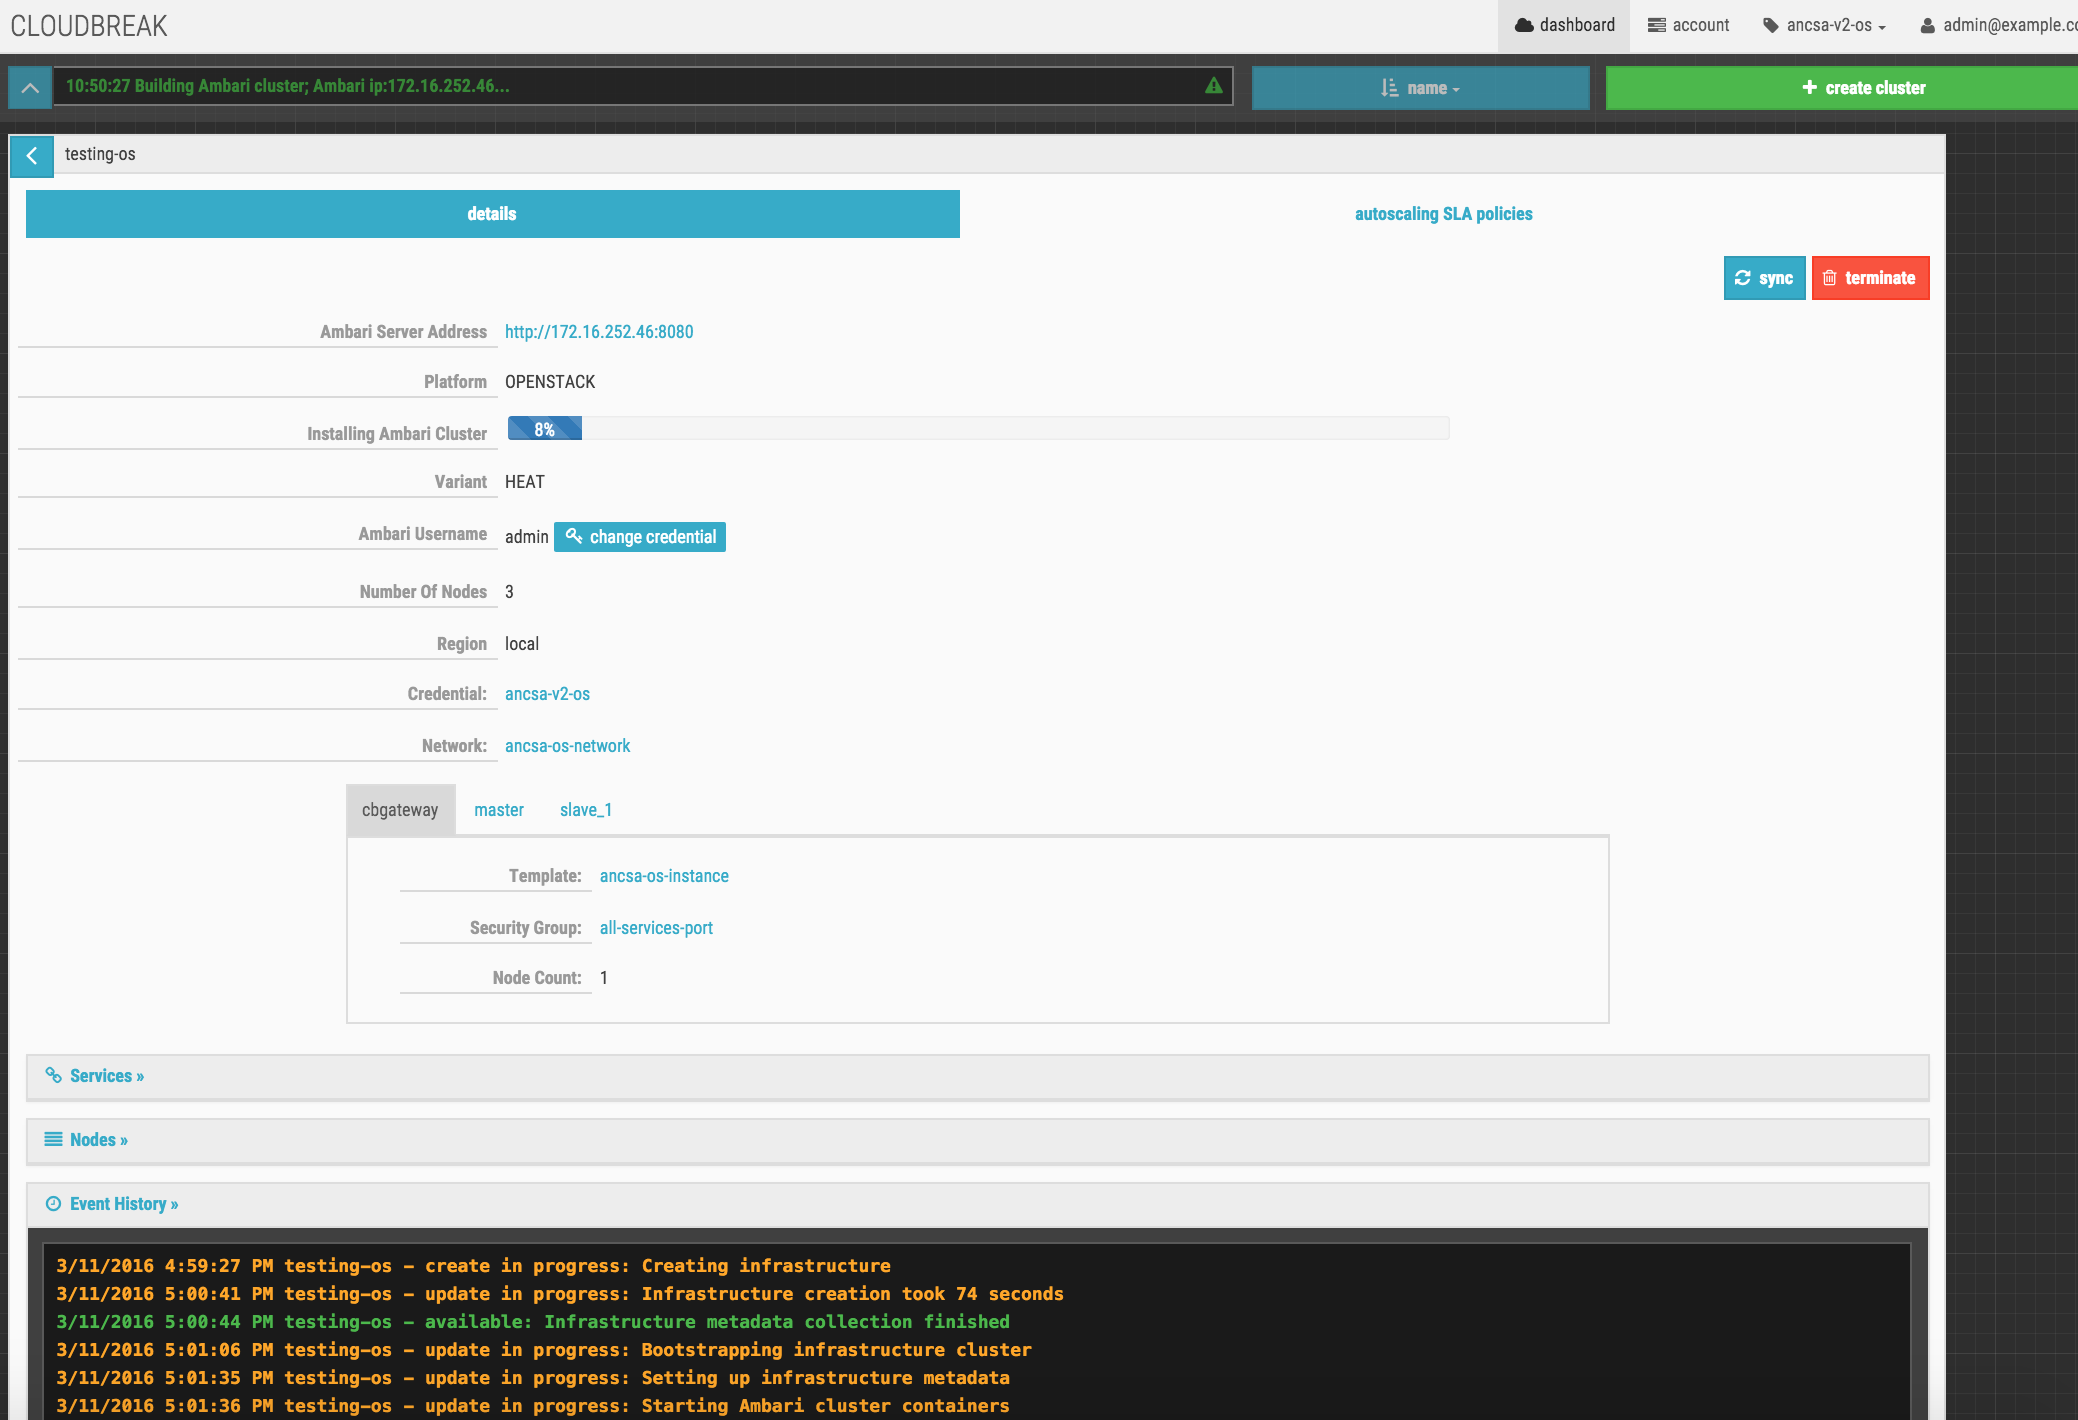 CLOUDBREAK
dashboard account ancsa-v2-os admin@example.co
10:50:27 Building Ambari cluster; Ambari ip:172.16.252.46...
name
create cluster
testing-os
details autoscaling SLA policies
sync terminate
Ambari Server Address http://172.16.252.46:8080
Platform OPENSTACK
Installing Ambari Cluster 8%
Variant HEAT
Ambari Username admin change credential
Number Of Nodes 3
Region local
Credential: ancsa-v2-os
Network: ancsa-os-network
cbgateway master slave_1
Template: ancsa-os-instance
Security Group: all-services-port
Node Count: 1
Services »
Nodes »
Event History »
3/11/2016 4:59:27 PM testing-os - create in progress: Creating infrastructure
3/11/2016 5:00:41 PM testing-os - update in progress: Infrastructure creation took 74 seconds
3/11/2016 5:00:44 PM testing-os - available: Infrastructure metadata collection finished
3/11/2016 5:01:06 PM testing-os - update in progress: Bootstrapping infrastructure cluster
3/11/2016 5:01:35 PM testing-os - update in progress: Setting up infrastructure metadata
3/11/2016 5:01:36 PM testing-os - update in progress: Starting Ambari cluster containers